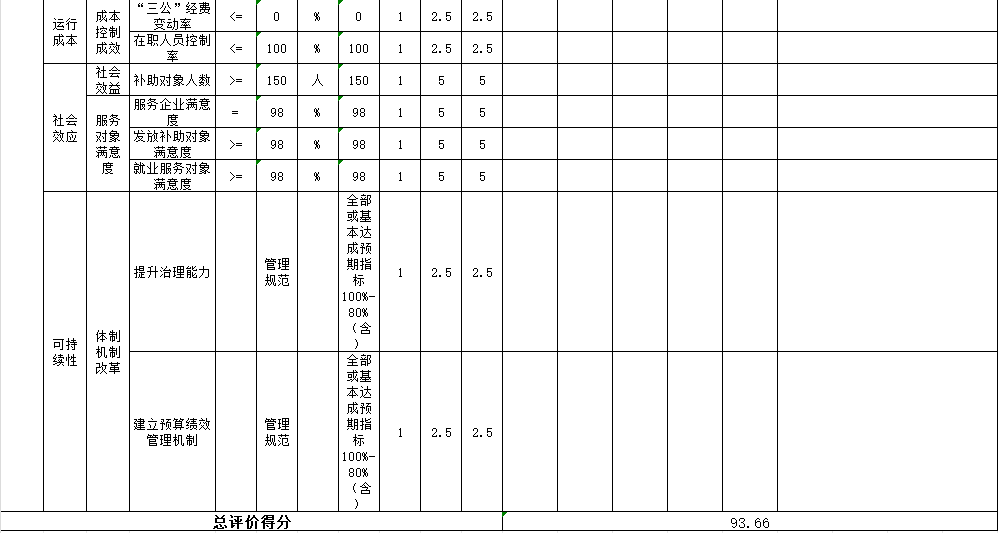 运行成本 成本控制成效 “三公”经费变动率 <= 0 % 0 1 2.5 2.5
在职人员控制率 <= 100 % 100 1 2.5 2.5
社会效应 社会效益 补助对象人数 >= 150 人 150 1 5 5
服务对象满意度 服务企业满意度 = 98 % 98 1 5 5
发放补助对象满意度 >= 98 % 98 1 5 5
就业服务对象满意度 >= 98 % 98 1 5 5
可持续性 体制机制改革 提升治理能力 管理规范 全部或基本达成预期指标100%-80%（含） 1 2.5 2.5
建立预算绩效管理机制 管理规范 全部或基本达成预期指标100%-80%（含） 1 2.5 2.5
总评价得分 93.66